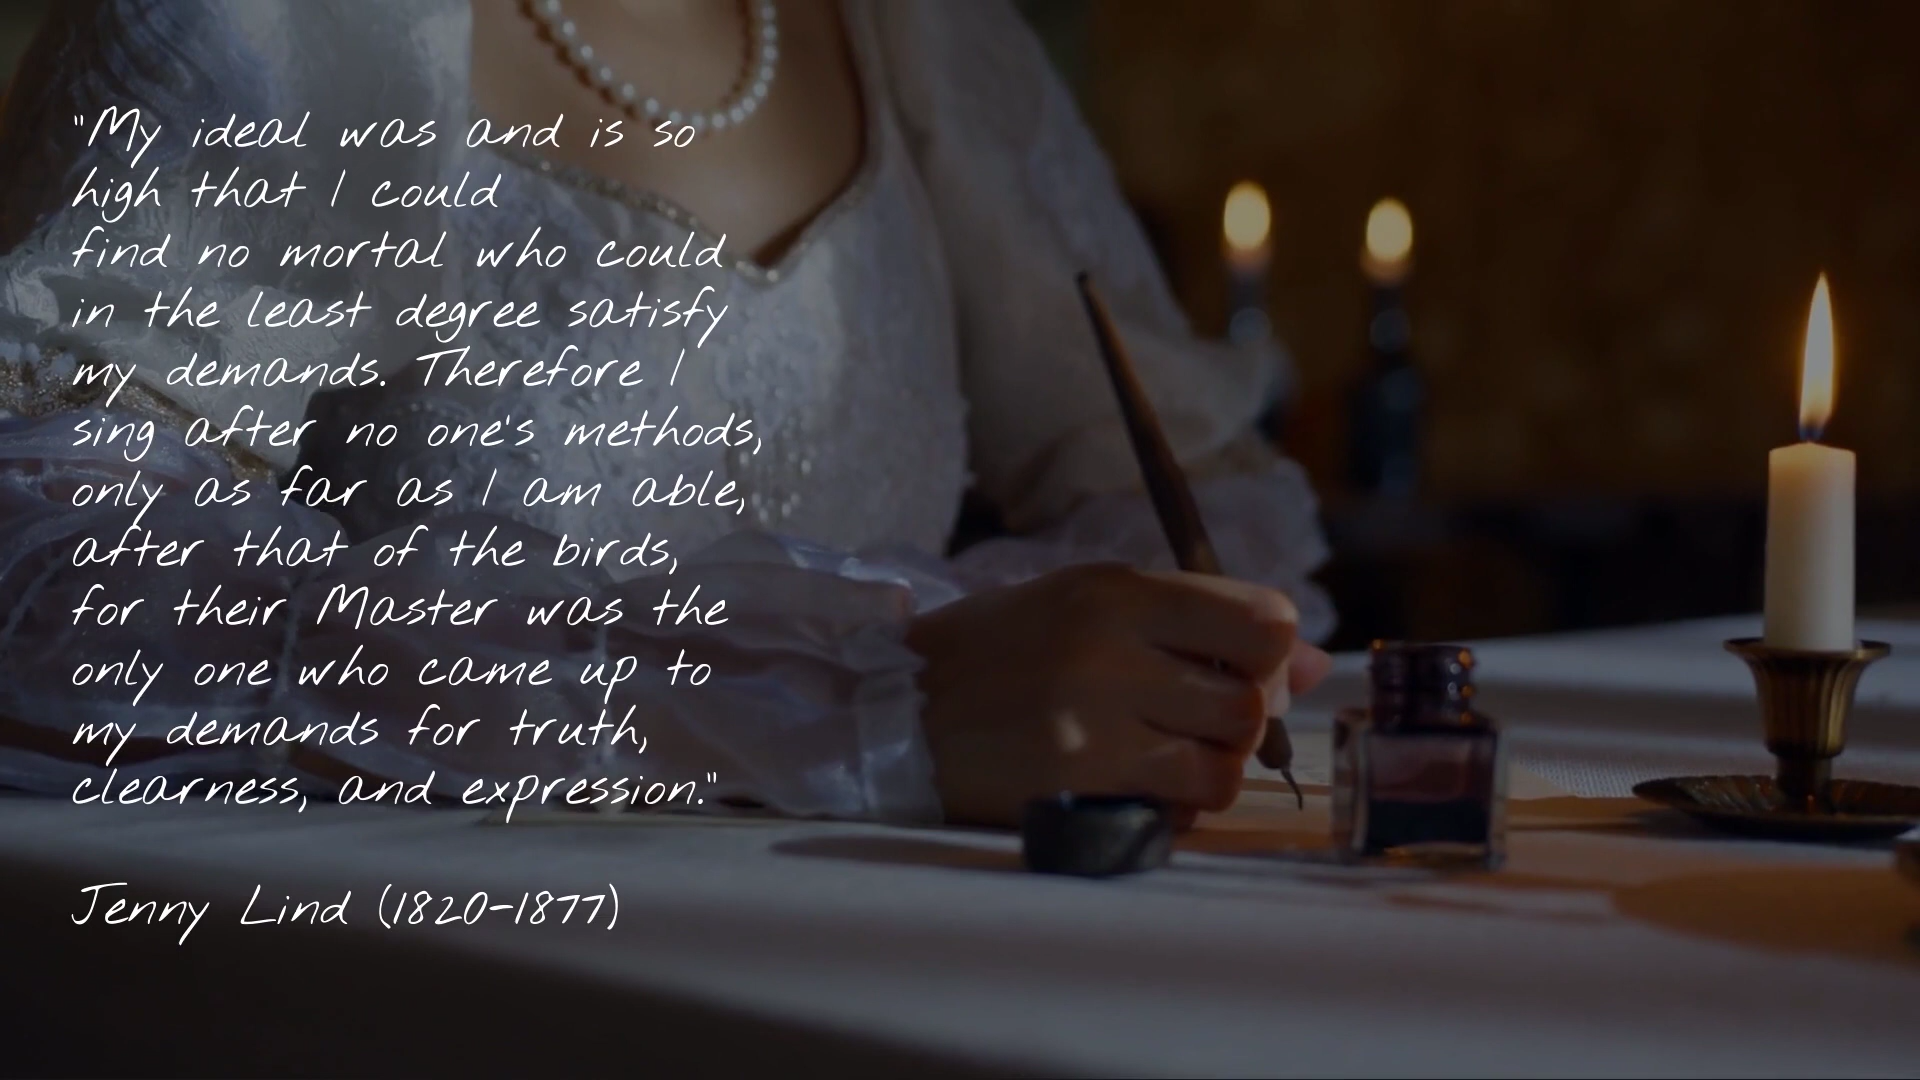 "My ideal was and is so
high that I could
find no mortal who could
in the least degree satisfy
my demands. Therefore I
sing after no one's methods,
only as far as I am able,
after that of the birds,
for their Master was the
only one who came up to
my demands for truth,
clearness, and expression."
Jenny Lind (1820-1877)